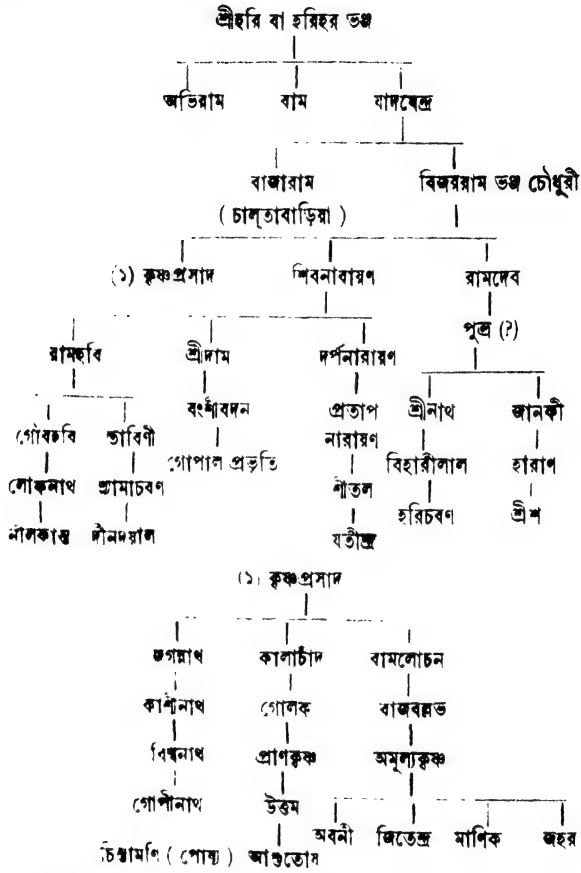 শ্রীহরি বা হরিহর ভঞ্জ
অভিরাম রাম যাদবেন্দ্র
রাজারাম বিজয়রাম ভঞ্জ চৌধুরী
(চাল্‌তাবাড়িয়া)
(১) কৃষ্ণপ্রসাদ শিবনারায়ণ রামদেব
পুত্র (?)
রামহরি শ্রীদাম দর্পনারায়ণ
বংশীবদন প্রতাপ শ্রীনাথ জানকী
গৌরহরি তারিণী নারায়ণ
গোপাল প্রভৃতি বিহারীলাল হারাণ
লোকনাথ শ্যামাচরণ শীতল
হরিচরণ শ্রীশ
নীলকান্ত দীনদয়াল যতীন্দ্র
(১) কৃষ্ণপ্রসাদ
জগন্নাথ কালাচাঁদ রামলোচন
কাশীনাথ গোলক রাজবল্লভ
বিশ্বনাথ প্রাণকৃষ্ণ অমূল্যকৃষ্ণ
গোপীনাথ উত্তম
অবনী জিতেন্দ্র মাণিক জহর
চিন্তামণি (পোষ্য) আশুতোষ